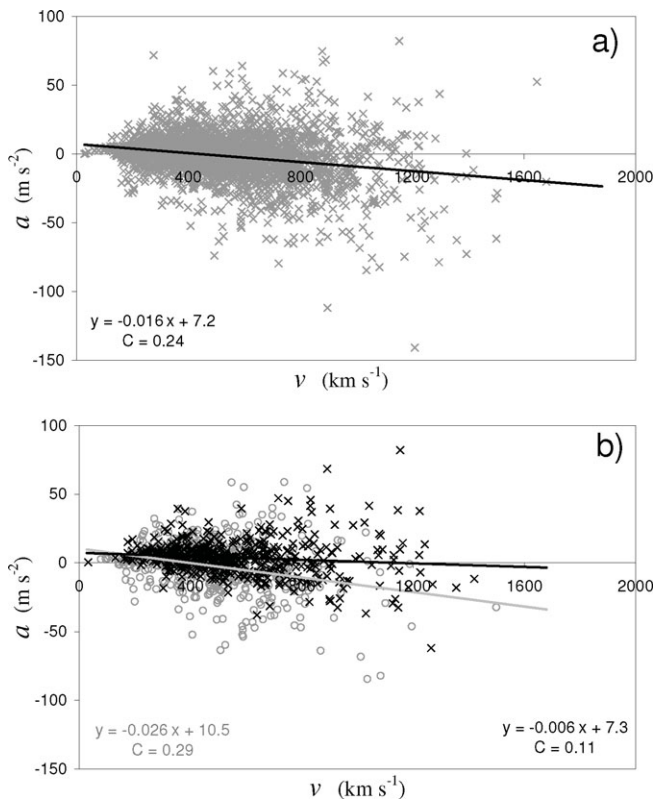 a)
100
50
0
-50
-100
-150
0
400
800
1200
1600
2000
a (m s⁻²)
y = -0.016 x + 7.2
C = 0.24
v (km s⁻¹)
b)
100
50
0
-50
-100
-150
0
400
800
1200
1600
2000
a (m s⁻²)
y = -0.026 x + 10.5
C = 0.29
y = -0.006 x + 7.3
C = 0.11
v (km s⁻¹)